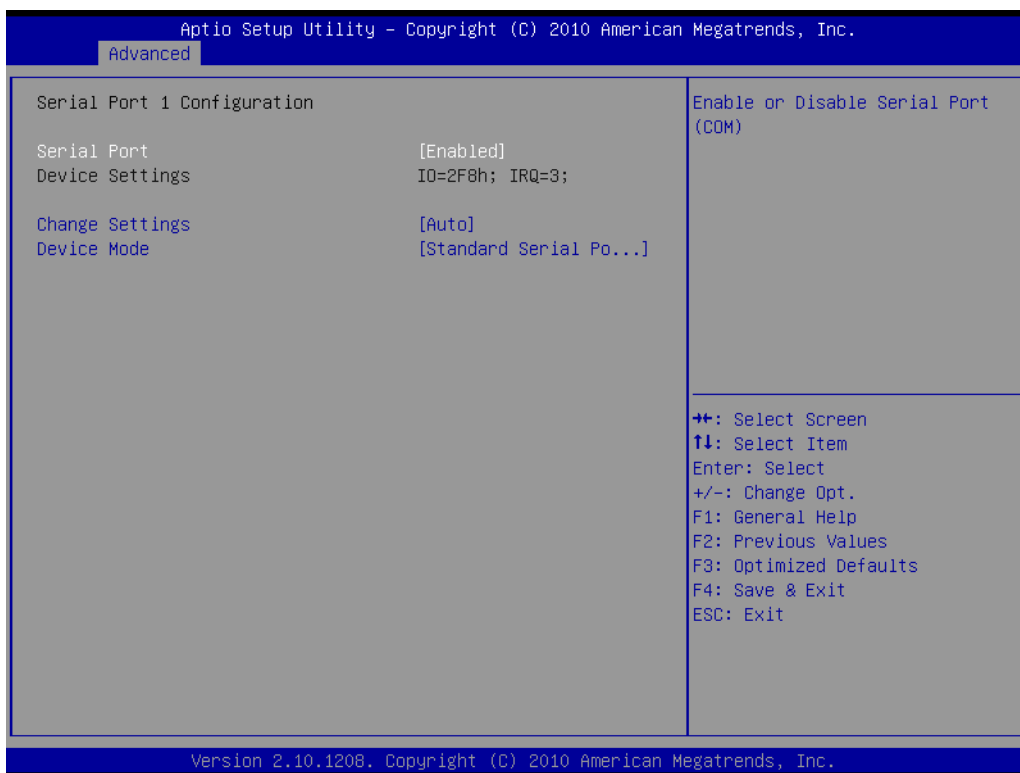 Aptio Setup Utility – Copyright (C) 2010 American Megatrends, Inc.
Advanced
Serial Port 1 Configuration
Serial Port [Enabled]
Device Settings IO=2F8h; IRQ=3;
Change Settings [Auto]
Device Mode [Standard Serial Po...]
Enable or Disable Serial Port
(COM)
→←: Select Screen
↑↓: Select Item
Enter: Select
+/-: Change Opt.
F1: General Help
F2: Previous Values
F3: Optimized Defaults
F4: Save & Exit
ESC: Exit
Version 2.10.1208. Copyright (C) 2010 American Megatrends, Inc.